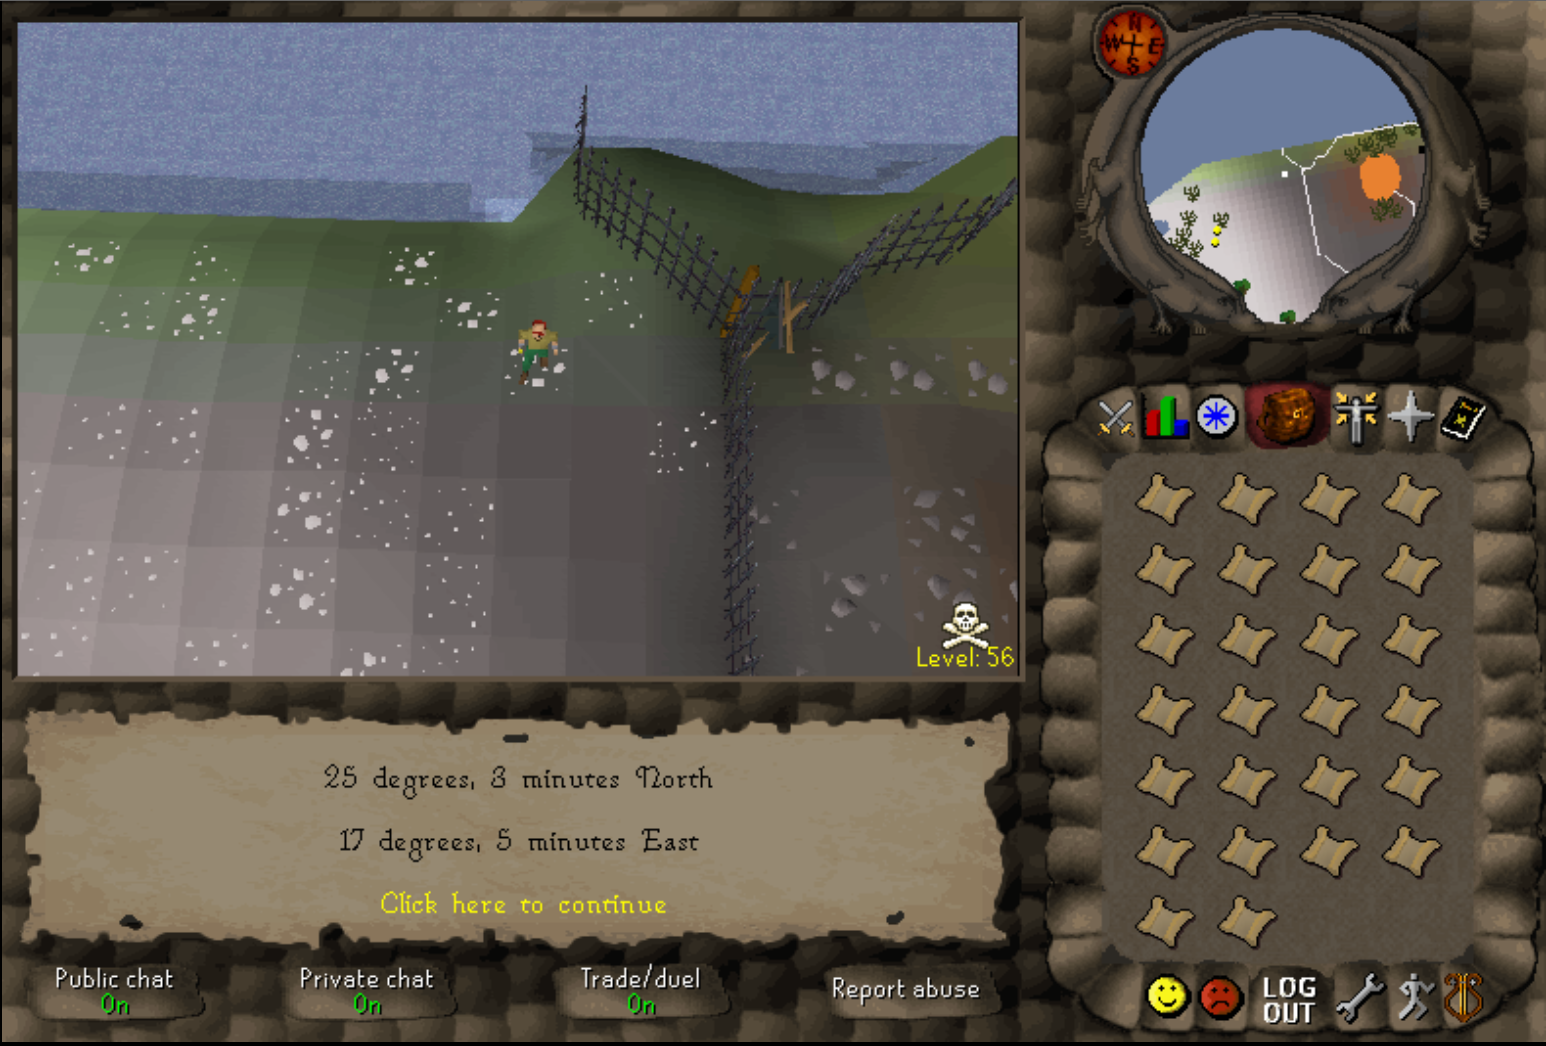 N
W E
S
Level: 56
25 degrees, 3 minutes North
17 degrees, 5 minutes East
Click here to continue
Public chat
On
Private chat
On
Trade/duel
On
Report abuse
LOG
OUT